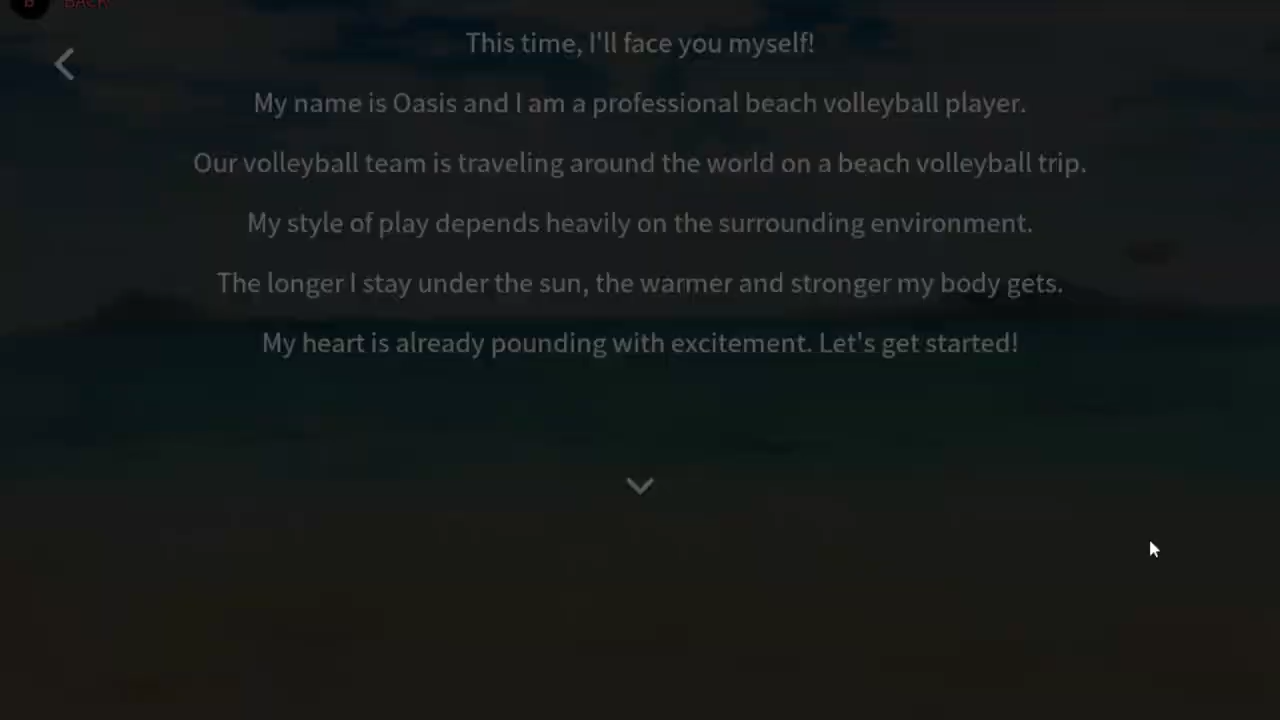 B BACK
This time, I'll face you myself!
My name is Oasis and I am a professional beach volleyball player.
Our volleyball team is traveling around the world on a beach volleyball trip.
My style of play depends heavily on the surrounding environment.
The longer I stay under the sun, the warmer and stronger my body gets.
My heart is already pounding with excitement. Let's get started!